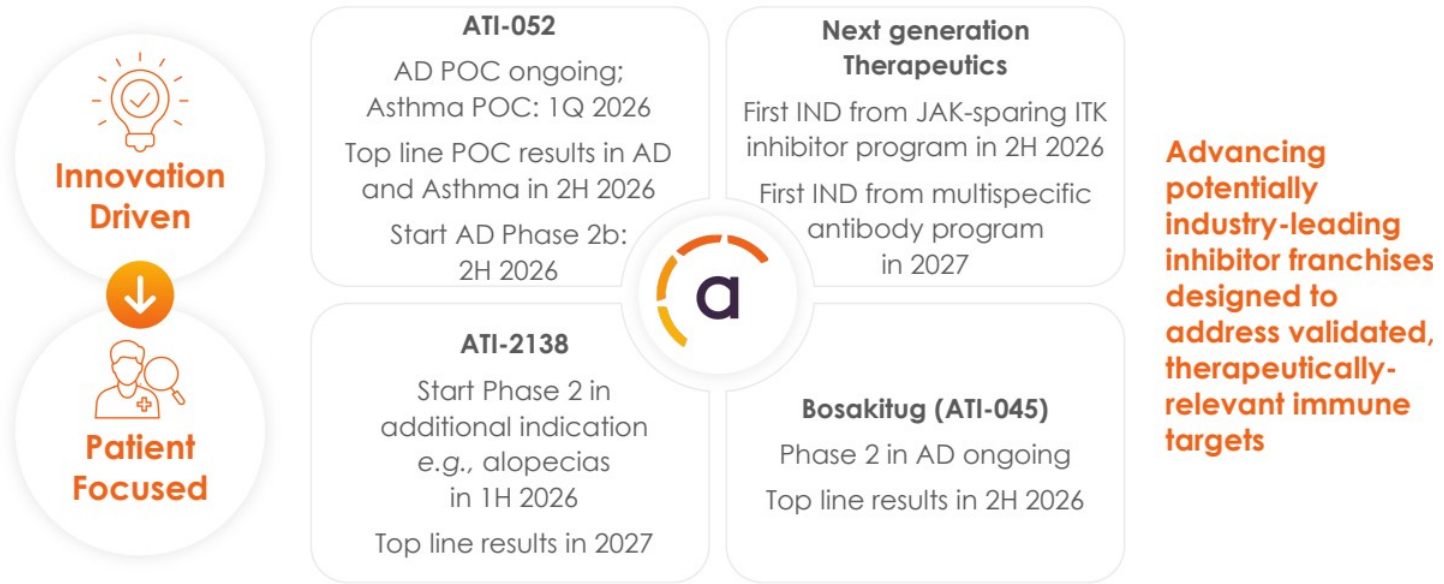 Innovation
Driven
Patient
Focused
ATI-052
AD POC ongoing;
Asthma POC: 1Q 2026
Top line POC results in AD
and Asthma in 2H 2026
Start AD Phase 2b:
2H 2026
Next generation
Therapeutics
First IND from JAK-sparing ITK
inhibitor program in 2H 2026
First IND from multispecific
antibody program
in 2027
a
ATI-2138
Start Phase 2 in
additional indication
e.g., alopecias
in 1H 2026
Top line results in 2027
Bosakitug (ATI-045)
Phase 2 in AD ongoing
Top line results in 2H 2026
Advancing
potentially
industry-leading
inhibitor franchises
designed to
address validated,
therapeutically-
relevant immune
targets